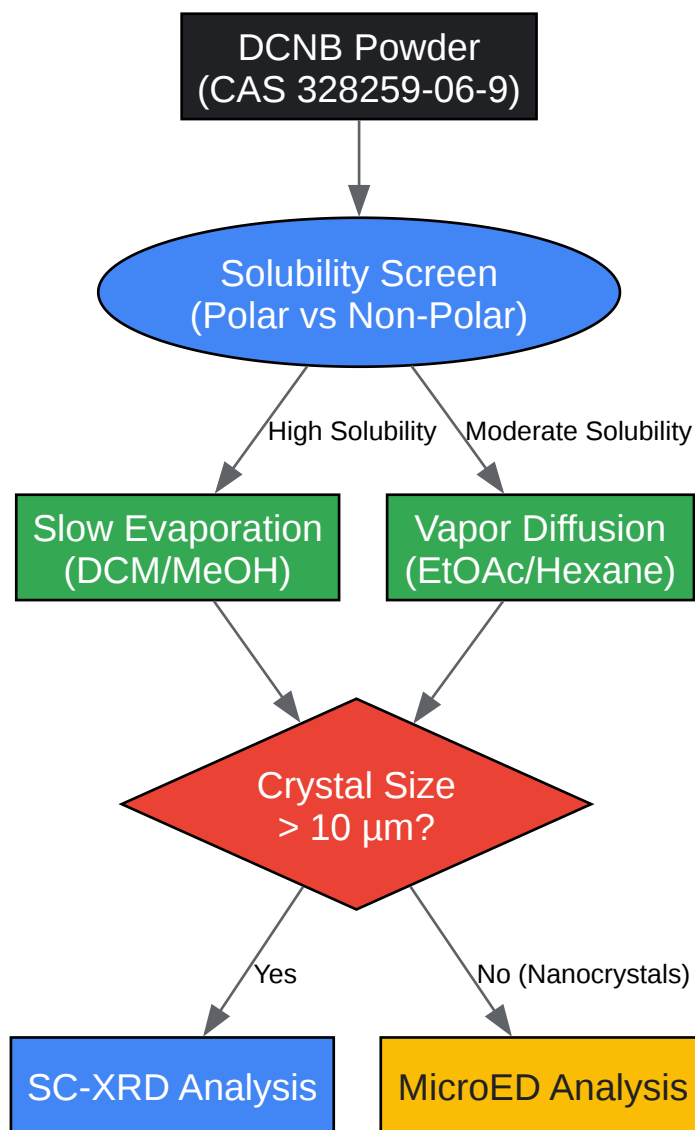 DCNB Powder
(CAS 328259-06-9)
Solubility Screen
(Polar vs Non-Polar)
High Solubility
Moderate Solubility
Slow Evaporation
(DCM/MeOH)
Vapor Diffusion
(EtOAc/Hexane)
Crystal Size
> 10 µm?
Yes
No (Nanocrystals)
SC-XRD Analysis
MicroED Analysis